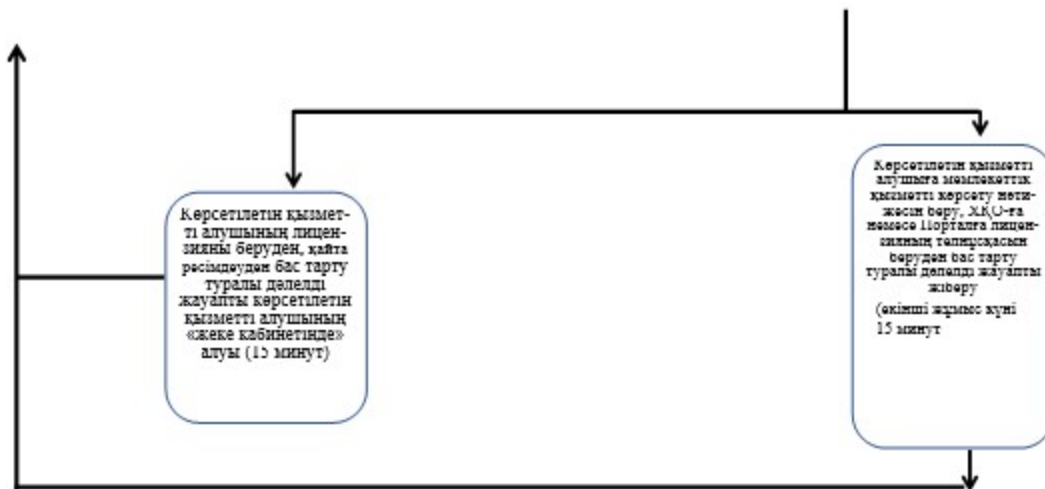 Көрсетілетін қызмет-
ті алушының лицен-
зияны беруден, қайта
ресімдеуден бас тарту
туралы дәлелді
жауапты көрсетілетін
қызметті алушының
«жеке кабинетінде»
алуы (15 минут)
Көрсетілетін қызметті
алушыға мемлекеттік
қызметті көрсету нәти-
жесін беру, ХҚО-ға
немесе Порталға лицен-
зияның телнұсқасын
беруден бас тарту
туралы дәлелді жауапты
жіберу
(екінші жұмыс күні
15 минут